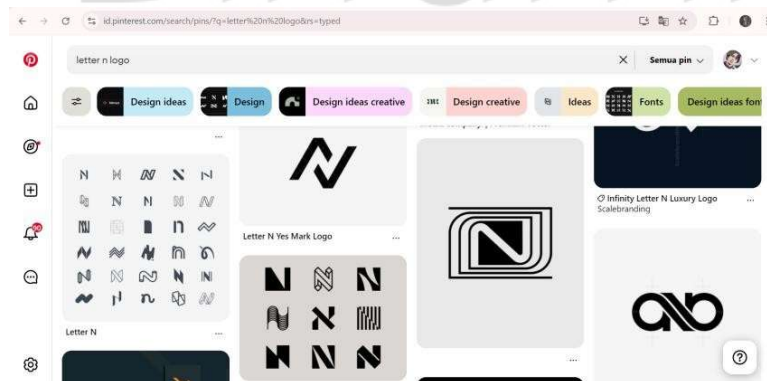 id.pinterest.com/search/pins/?q=letter%20n%20logo&rs=typed
letter n logo
Semua pin
Design ideas
Design
Design ideas creative
Design creative
Ideas
Fonts
Design ideas fon
Letter N Yes Mark Logo
Infinity Letter N Luxury Logo
Scalebranding
Letter N